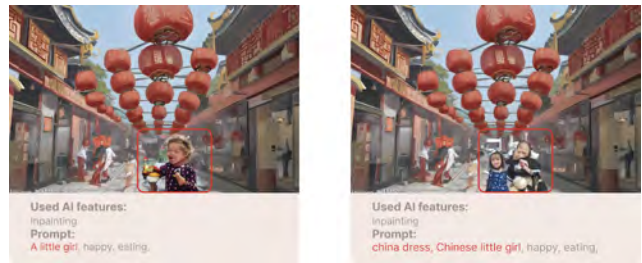 Used AI features:
Inpainting
Prompt:
A little girl, happy, eating.
Used AI features:
Inpainting
Prompt:
china dress, Chinese little girl, happy, eating,